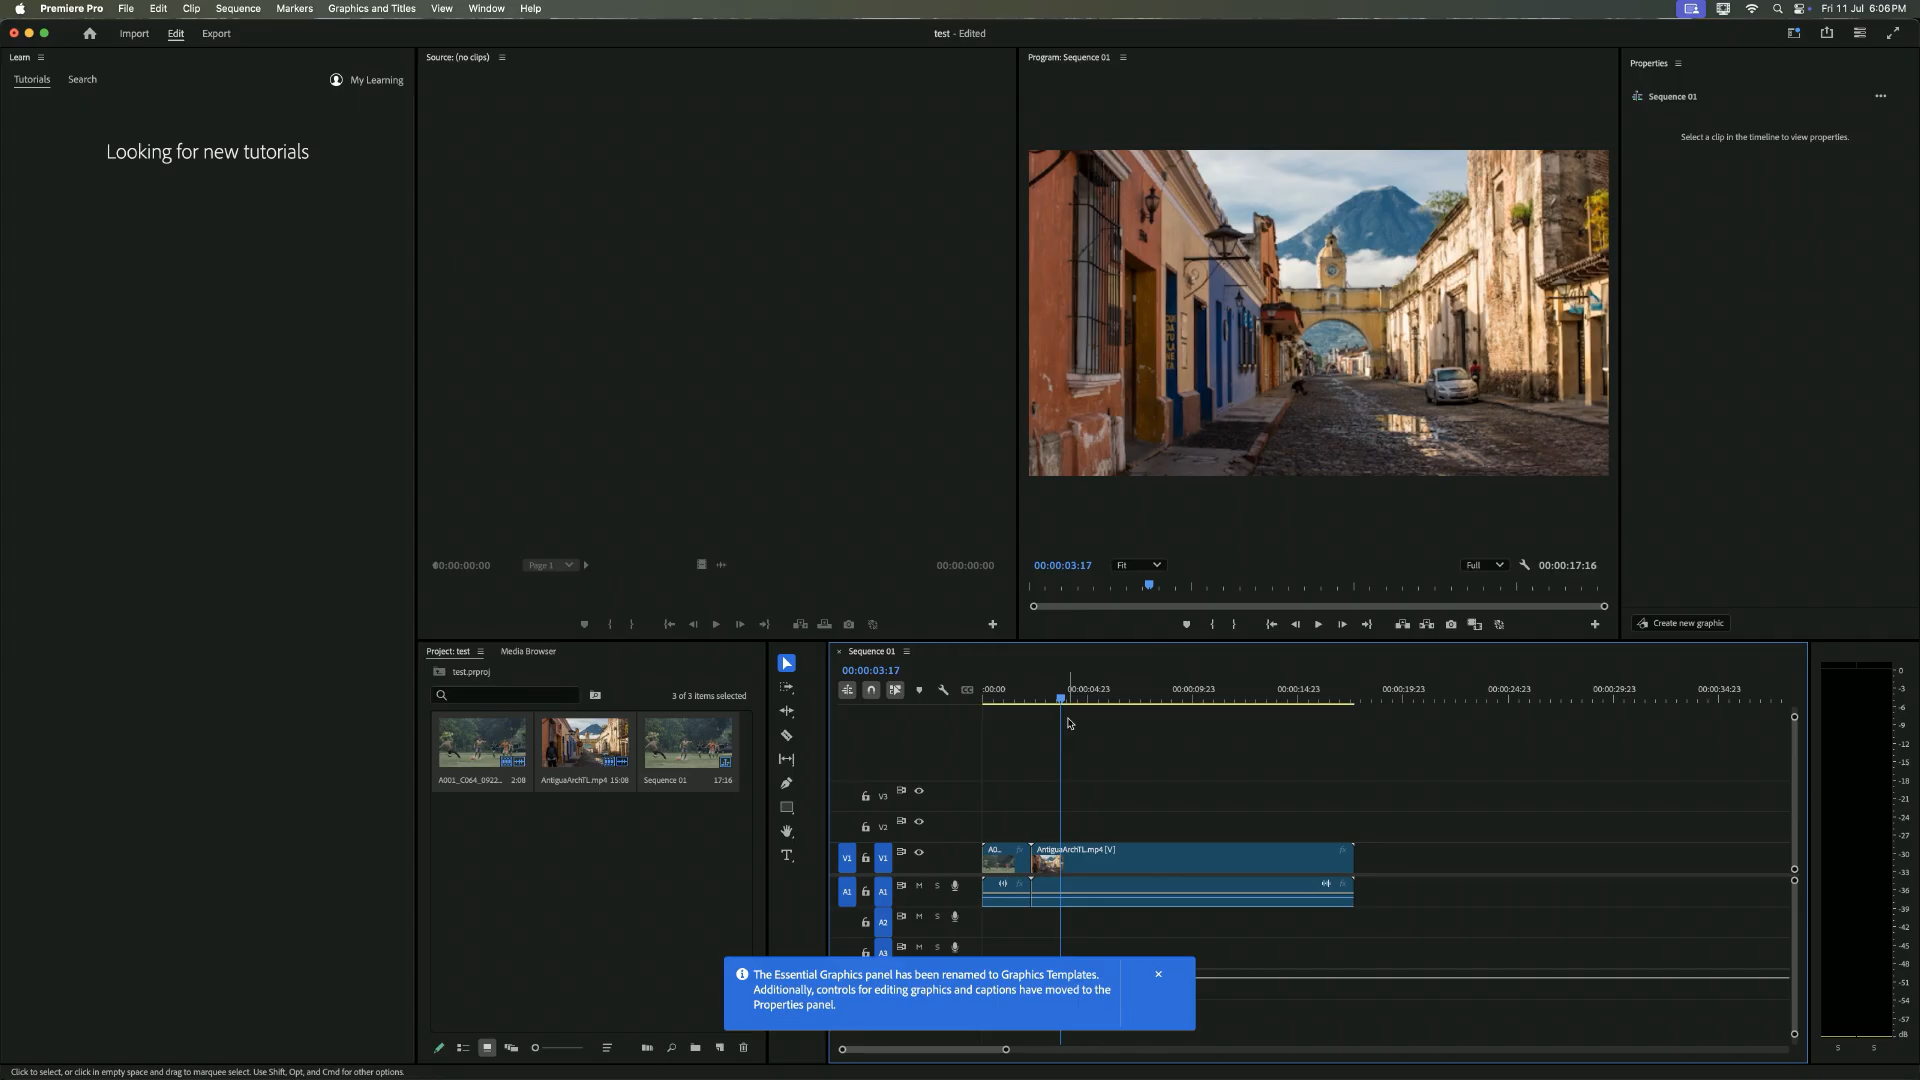 Premiere Pro File Edit Clip Sequence Markers Graphics and Titles View Window Help Fri 11 Jul 6:06PM
Import Edit Export test - Edited
Learn Source: (no clips) Program: Sequence 01 Properties
Tutorials Search My Learning
Sequence 01
Select a clip in the timeline to view properties.
Looking for new tutorials
00:00:00:00 Page 1 00:00:00:00 00:00:03:17 Fit Full 00:00:17:16
Create new graphic
Project: test Media Browser Sequence 01
test.prproj 00:00:03:17
3 of 3 items selected
:00:00 00:00:04:23 00:00:09:23 00:00:14:23 00:00:19:23 00:00:24:23 00:00:29:23 00:00:34:23
A001_C064_0922... 2:08 AntiguaArchTL.mp4 15:08 Sequence 01 17:16
V3
V2
V1 V1 A0... fx AntiguaArchTL.mp4 [V] fx
A1 A1 M S fx fx
A2 M S
A3 M S
The Essential Graphics panel has been renamed to Graphics Templates.
Additionally, controls for editing graphics and captions have moved to the
Properties panel.
0
-3
-6
-9
-12
-15
-18
-21
-24
-27
-30
-33
-36
-39
-42
-45
-48
-51
-54
-57
dB
S S
Click to select, or click in empty space and drag to marquee select. Use Shift, Opt, and Cmd for other options.